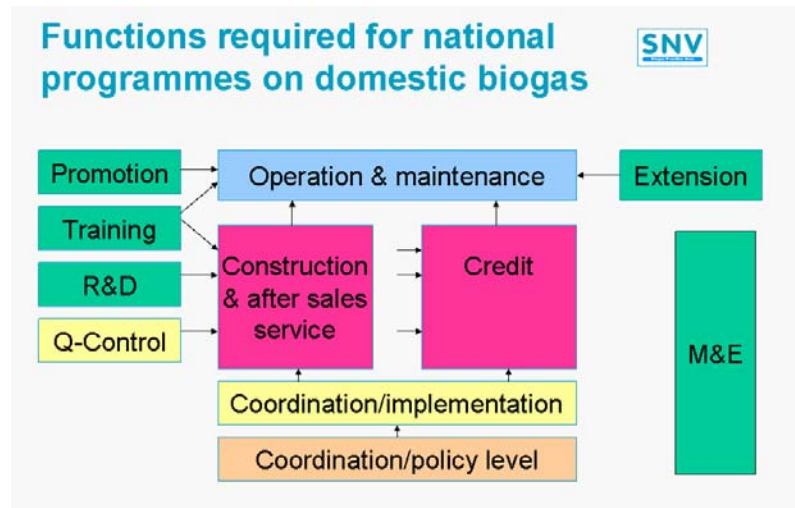 Functions required for national
programmes on domestic biogas
SNV
Promotion
Operation & maintenance
Extension
Training
R&D
Q-Control
Construction
& after sales
service
Credit
M&E
Coordination/implementation
Coordination/policy level